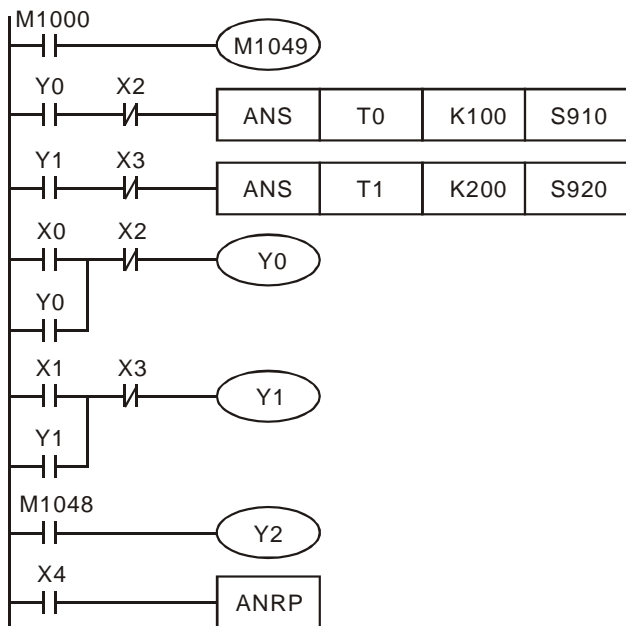 M1000
M1049
Y0 X2
ANS T0 K100 S910
Y1 X3
ANS T1 K200 S920
X0 X2
Y0
Y0
X1 X3
Y1
Y1
M1048
Y2
X4
ANRP